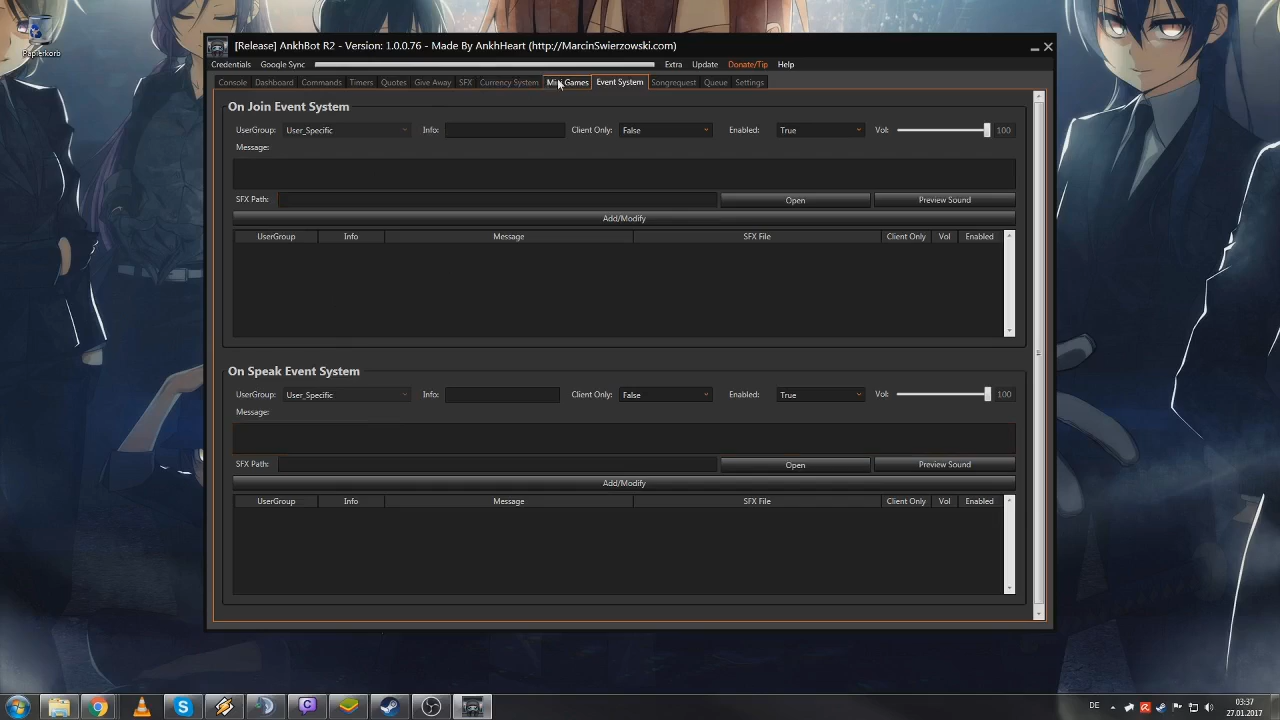 Papierkorb
[Release] AnkhBot R2 - Version: 1.0.0.76 - Made By AnkhHeart (http://MarcinSwierzowski.com)
Credentials Google Sync Extra Update Donate/Tip Help
Console Dashboard Commands Timers Quotes Give Away SFX Currency System Mini Games Event System Songrequest Queue Settings
On Join Event System
UserGroup: User_Specific Info: Client Only: False Enabled: True Vol: 100
Message:
SFX Path: Open Preview Sound
Add/Modify
UserGroup Info Message SFX File Client Only Vol Enabled
On Speak Event System
UserGroup: User_Specific Info: Client Only: False Enabled: True Vol: 100
Message:
SFX Path: Open Preview Sound
Add/Modify
UserGroup Info Message SFX File Client Only Vol Enabled
DE 03:37
27.01.2017